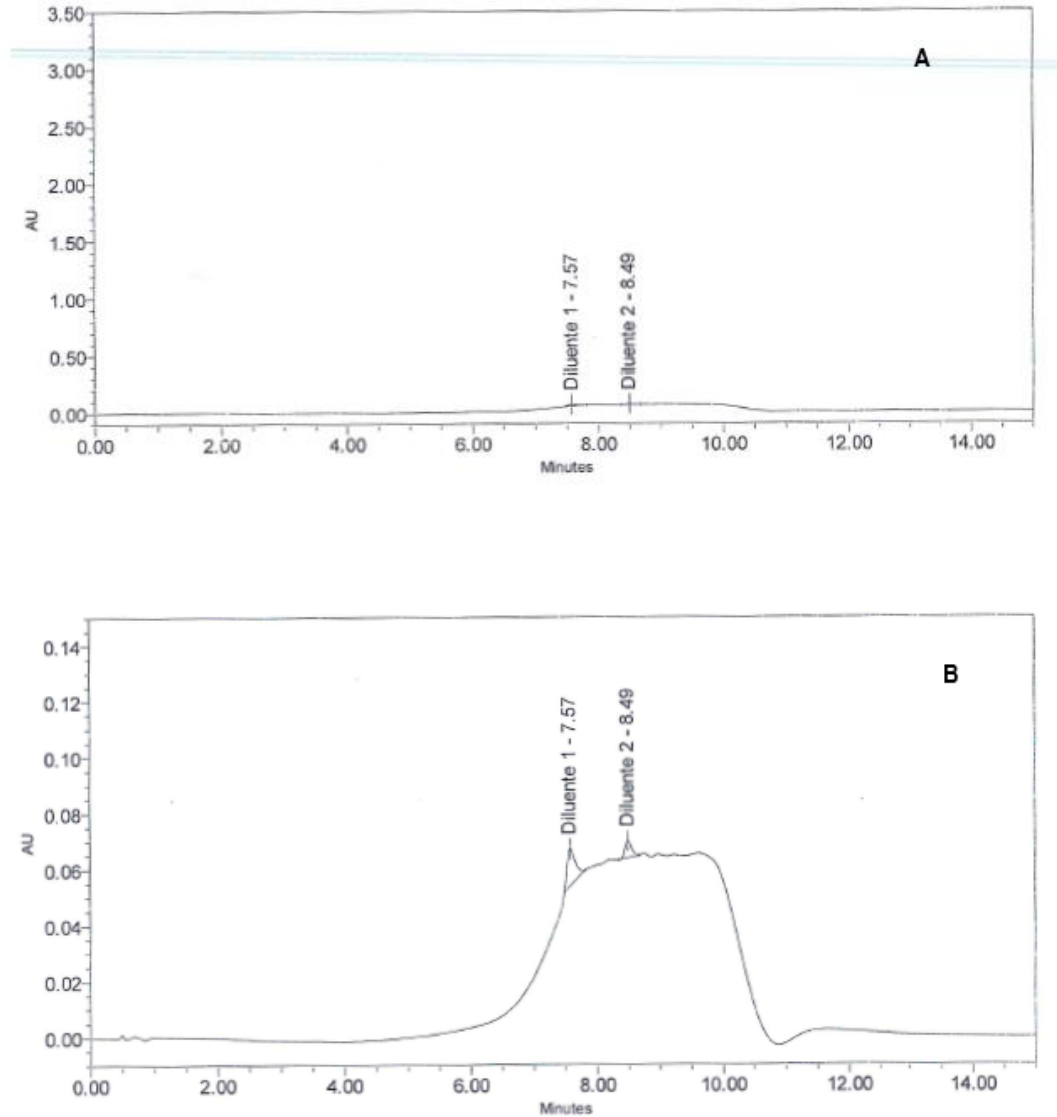 A
3.50
3.00
2.50
2.00
1.50
1.00
0.50
0.00
AU
Diluente 1 - 7.57
Diluente 2 - 8.49
0.00 2.00 4.00 6.00 8.00 10.00 12.00 14.00
Minutes
B
0.14
0.12
0.10
0.08
0.06
0.04
0.02
0.00
AU
Diluente 1 - 7.57
Diluente 2 - 8.49
0.00 2.00 4.00 6.00 8.00 10.00 12.00 14.00
Minutes